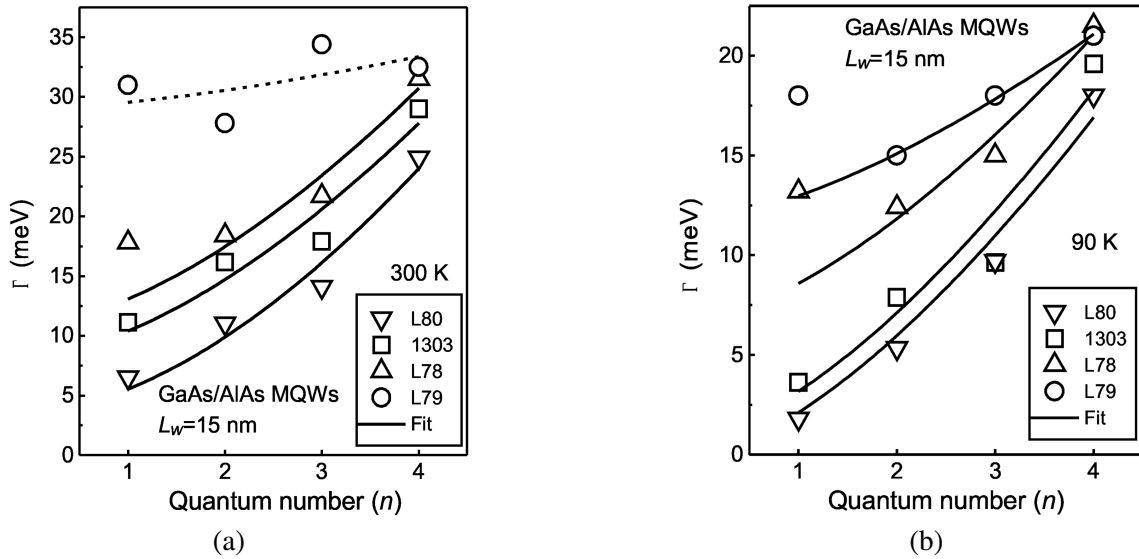 35
30
25
20
15
10
5
0
Γ (meV)
300 K
L80
1303
L78
L79
Fit
GaAs/AlAs MQWs
Lw=15 nm
1 2 3 4
Quantum number (n)
(a)
GaAs/AlAs MQWs
Lw=15 nm
20
15
10
5
0
Γ (meV)
90 K
L80
1303
L78
L79
Fit
1 2 3 4
Quantum number (n)
(b)